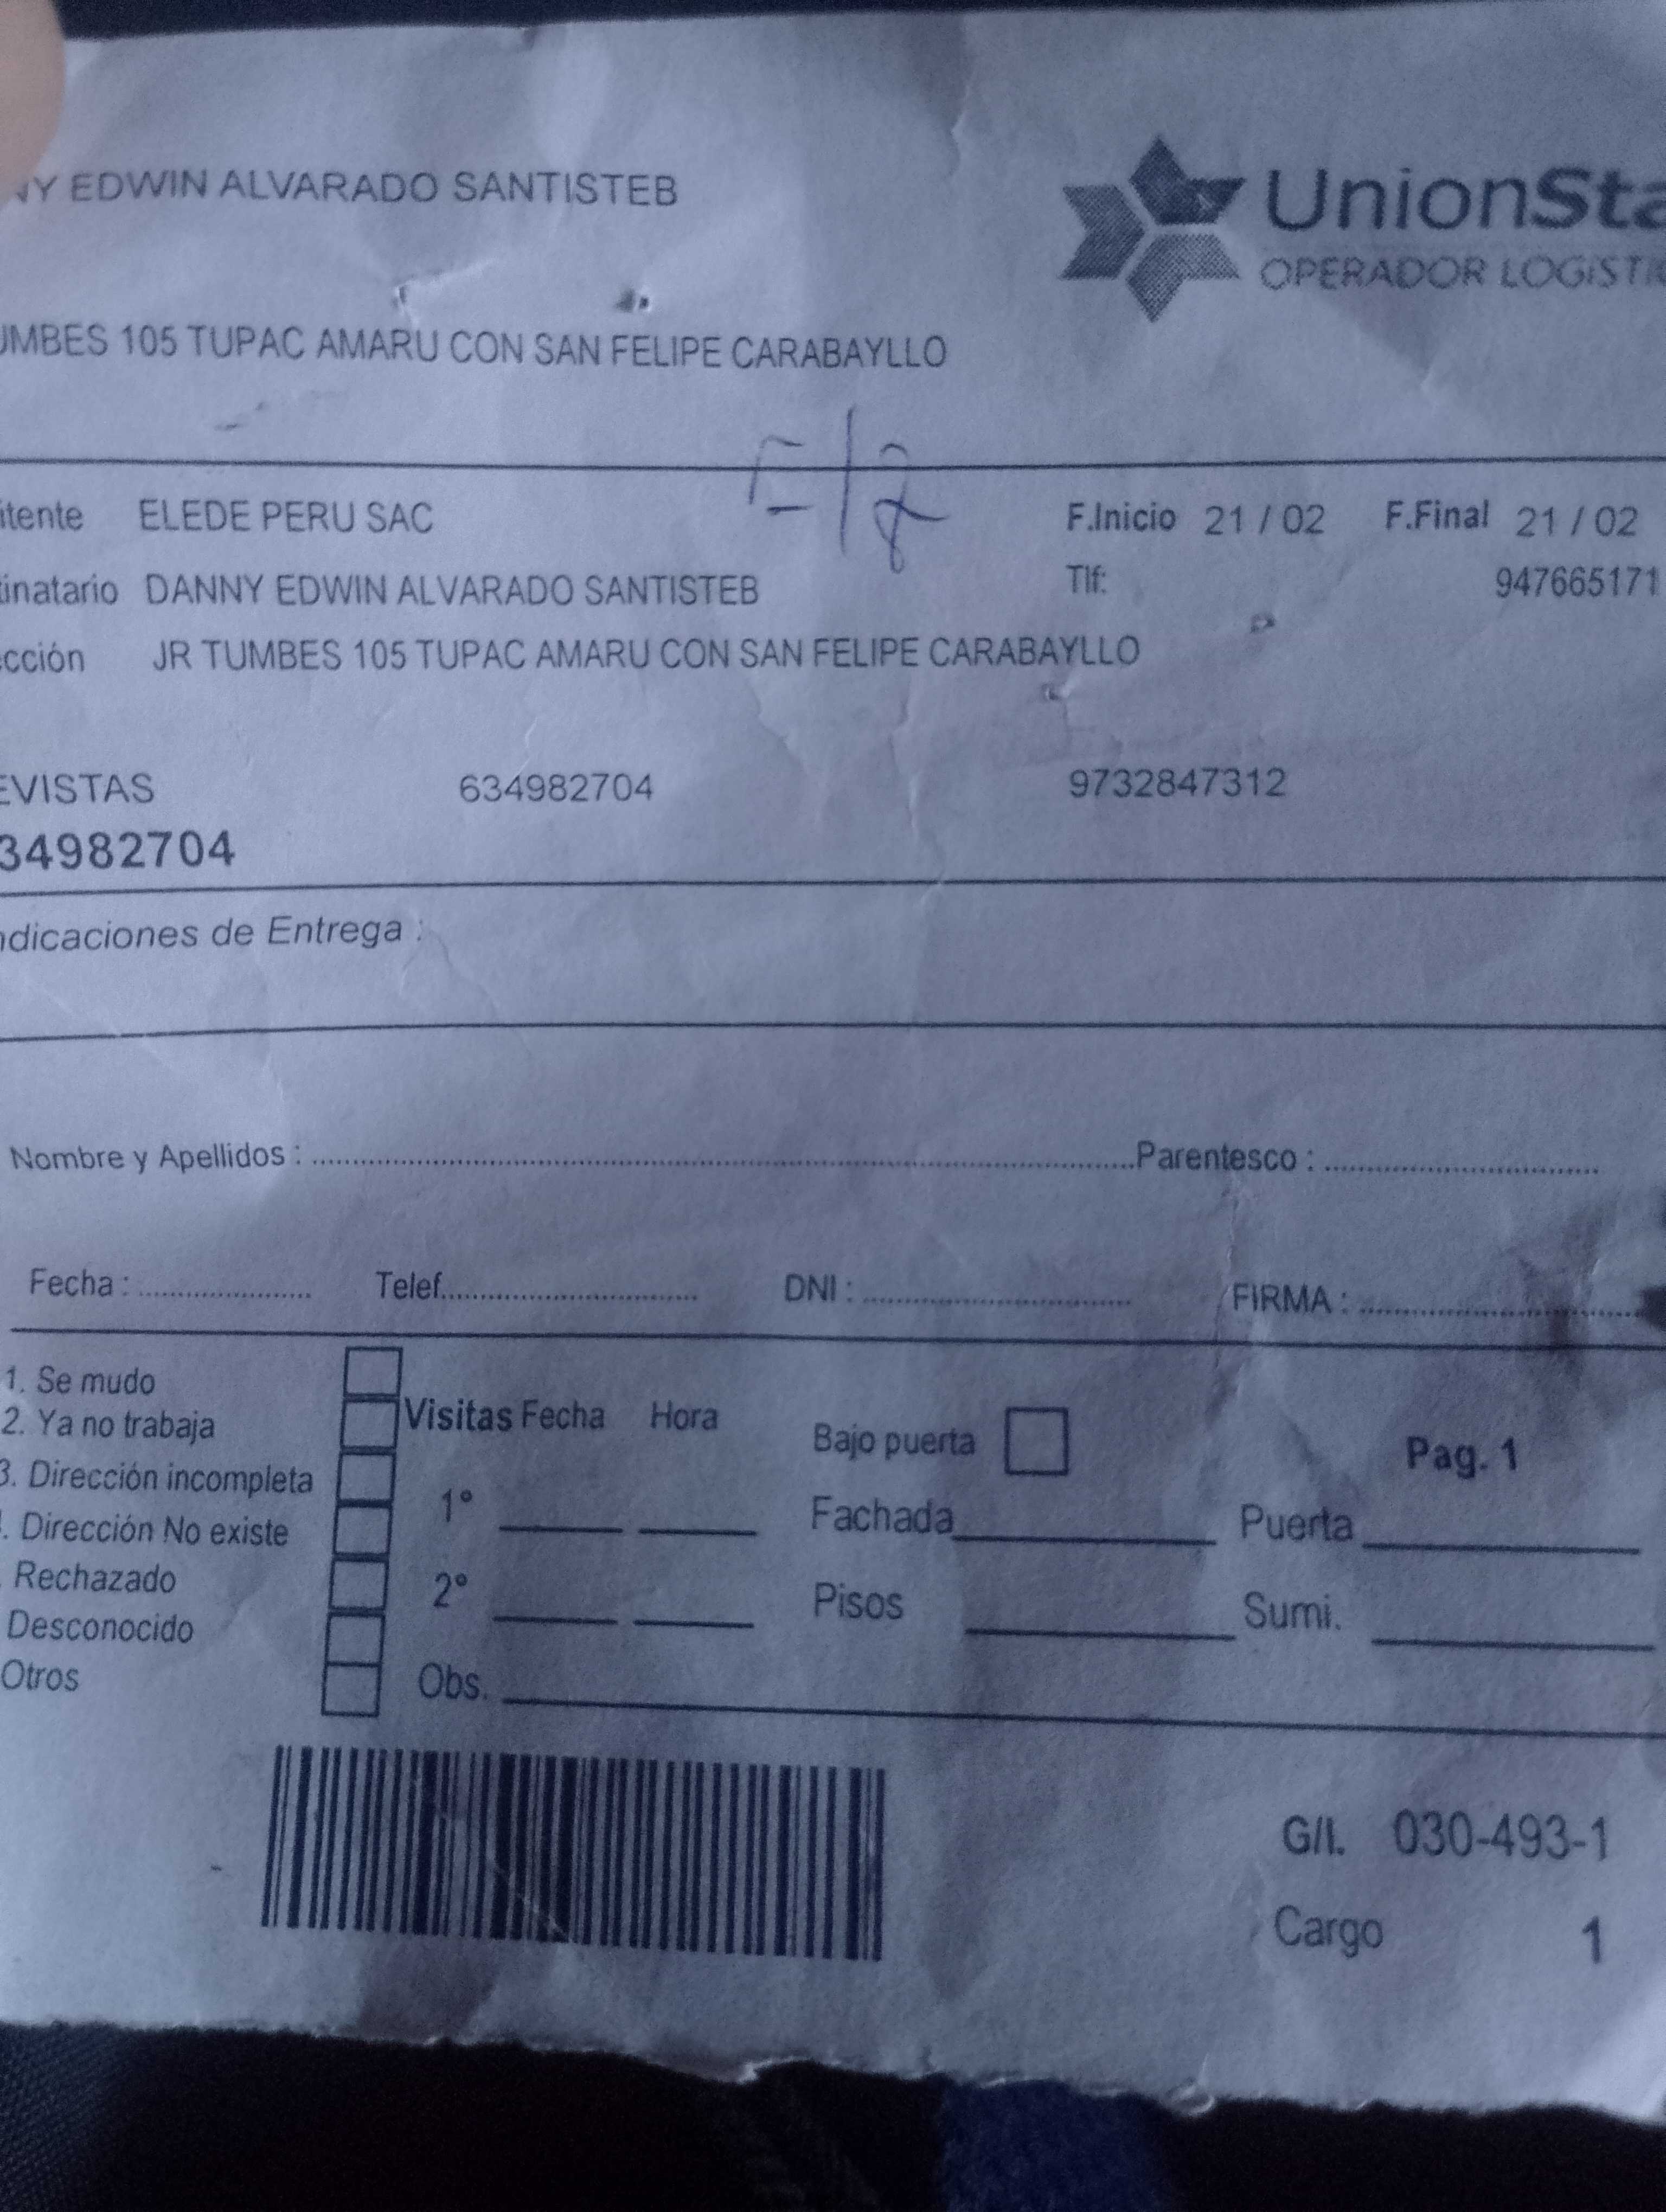 NY EDWIN ALVARADO SANTISTEB
UnionSta
OPERADOR LOGISTIC
UMBES 105 TUPAC AMARU CON SAN FELIPE CARABAYLLO
itente ELEDE PERU SAC F.Inicio 21 / 02 F.Final 21 / 02
tinatario DANNY EDWIN ALVARADO SANTISTEB Tlf: 947665171
cción JR TUMBES 105 TUPAC AMARU CON SAN FELIPE CARABAYLLO
EVISTAS 634982704 9732847312
34982704
ndicaciones de Entrega :
Nombre y Apellidos : Parentesco :
Fecha : Telef. DNI : FIRMA :
1. Se mudo
2. Ya no trabaja Visitas Fecha Hora Bajo puerta Pag. 1
3. Dirección incompleta
1° Fachada Puerta
. Dirección No existe
Rechazado 2° Pisos Sumi.
Desconocido
Otros Obs.
G/I. 030-493-1
Cargo 1